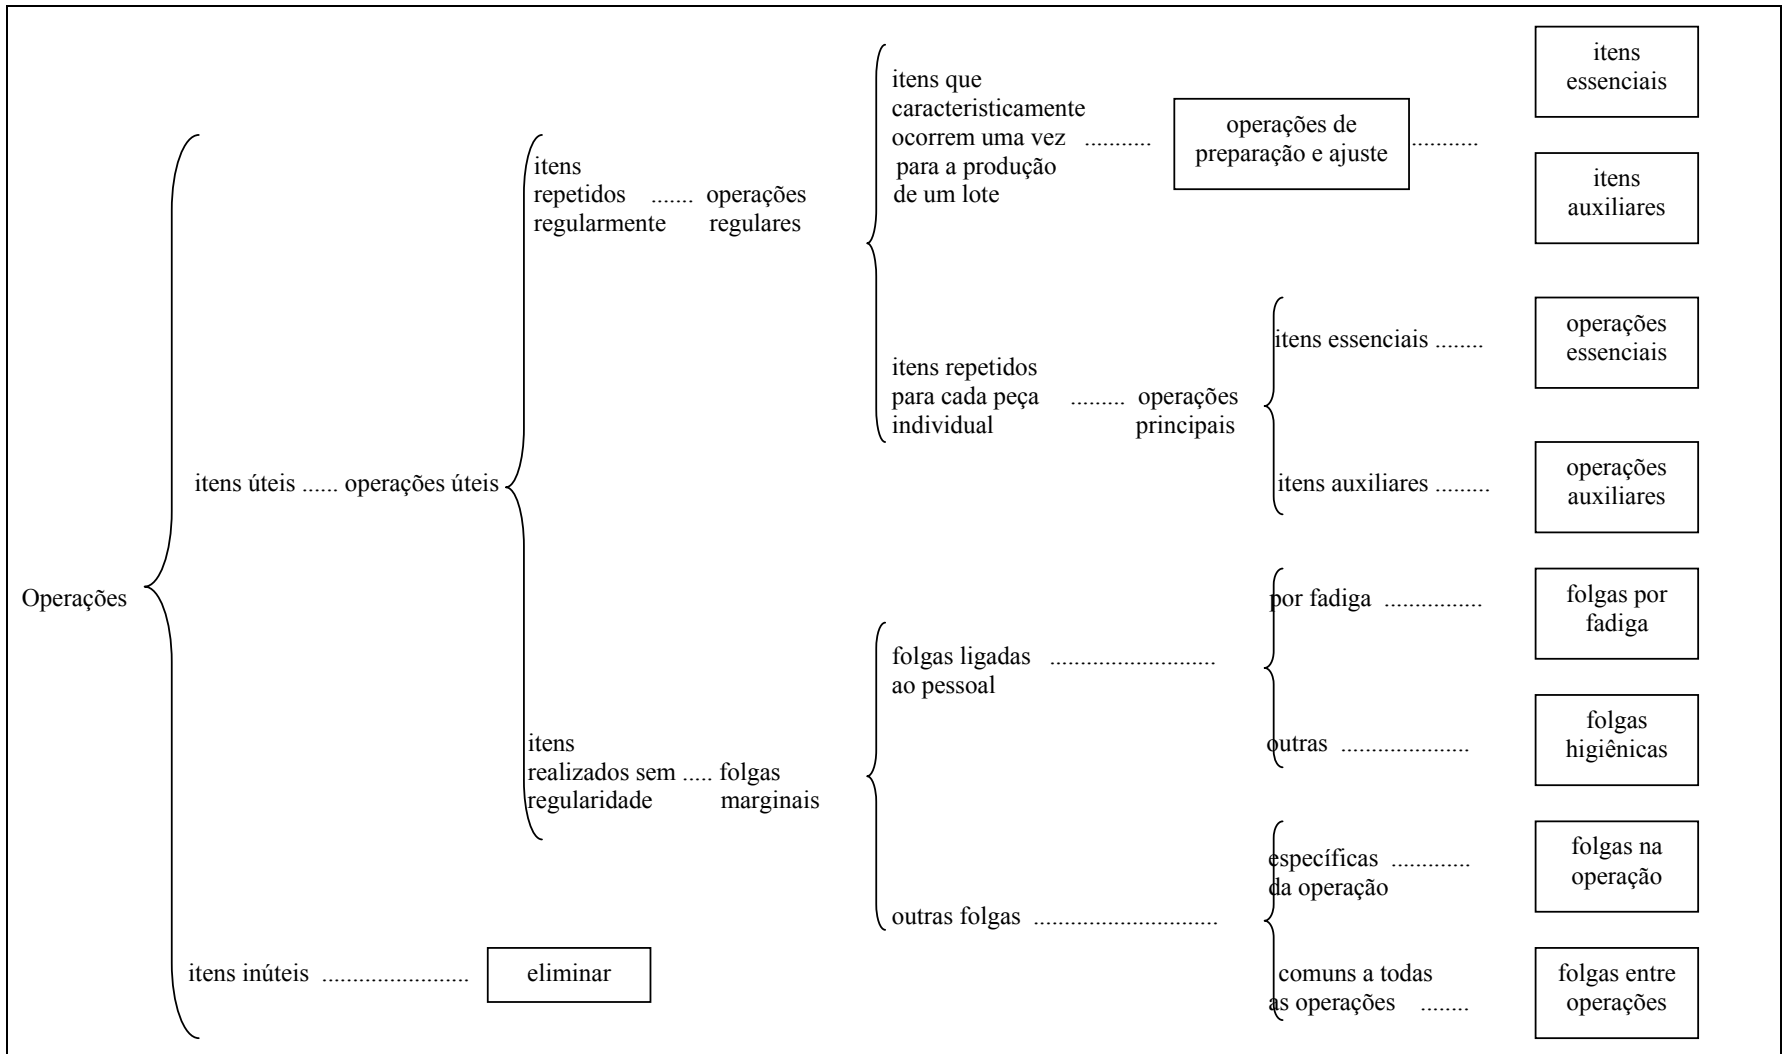 Operações
itens úteis ...... operações úteis
itens inúteis ........................
eliminar
itens
repetidos ....... operações
regularmente regulares
itens
realizados sem ..... folgas
regularidade marginais
itens que
caracteristicamente
ocorrem uma vez ...........
para a produção
de um lote
operações de
preparação e ajuste
...........
itens
essenciais
itens
auxiliares
itens repetidos
para cada peça ......... operações
individual principais
itens essenciais ........
operações
essenciais
itens auxiliares .........
operações
auxiliares
folgas ligadas ...........................
ao pessoal
por fadiga ................
folgas por
fadiga
outras .....................
folgas
higiênicas
outras folgas ..............................
específicas .............
da operação
folgas na
operação
comuns a todas
as operações ........
folgas entre
operações